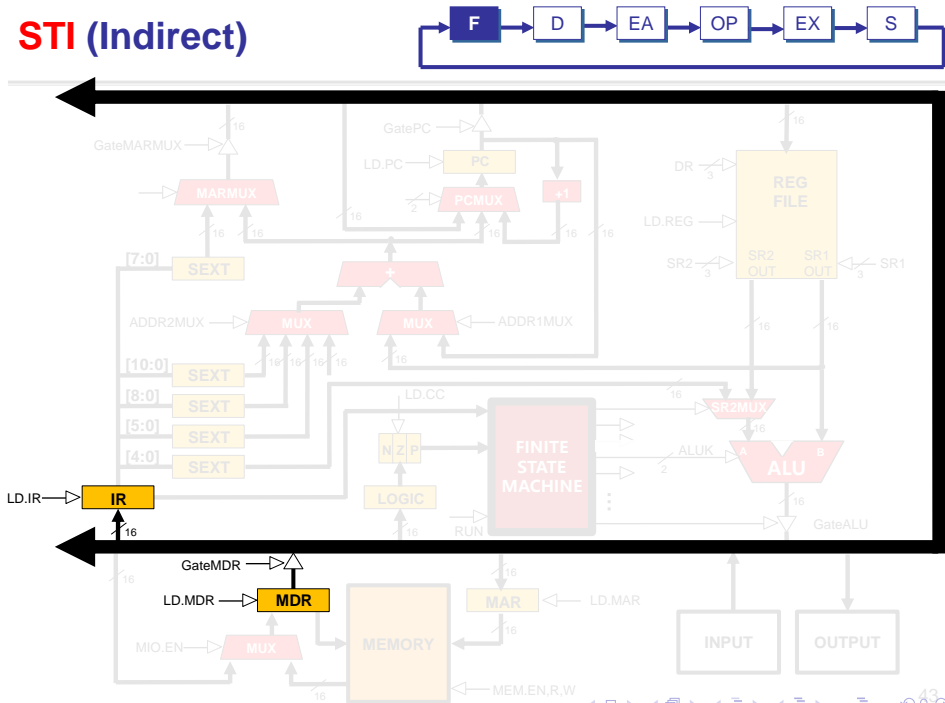 STI (Indirect)
F D EA OP EX S
16 16 16
GateMARMUX
GatePC
LD.PC
PC
DR
3
REG
FILE
MARMUX
2
PCMUX
+1
LD.REG
16 16 16 16 16 16
[7:0]
SEXT
+
SR2
3
SR2
OUT
SR1
OUT
3
SR1
ADDR2MUX
MUX
MUX
ADDR1MUX
16 16
16 16 16 16 16
[10:0]
SEXT
LD.CC
16
[8:0]
SEXT
SR2MUX
[5:0]
SEXT
N Z P
FINITE
STATE
MACHINE
16
ALUK
2
A
B
ALU
[4:0]
SEXT
LD.IR
IR
LOGIC
16
16
RUN
GateALU
GateMDR
16
16
LD.MDR
MDR
MAR
LD.MAR
16
MIO.EN
MUX
MEMORY
INPUT
OUTPUT
16
MEM.EN,R,W
43